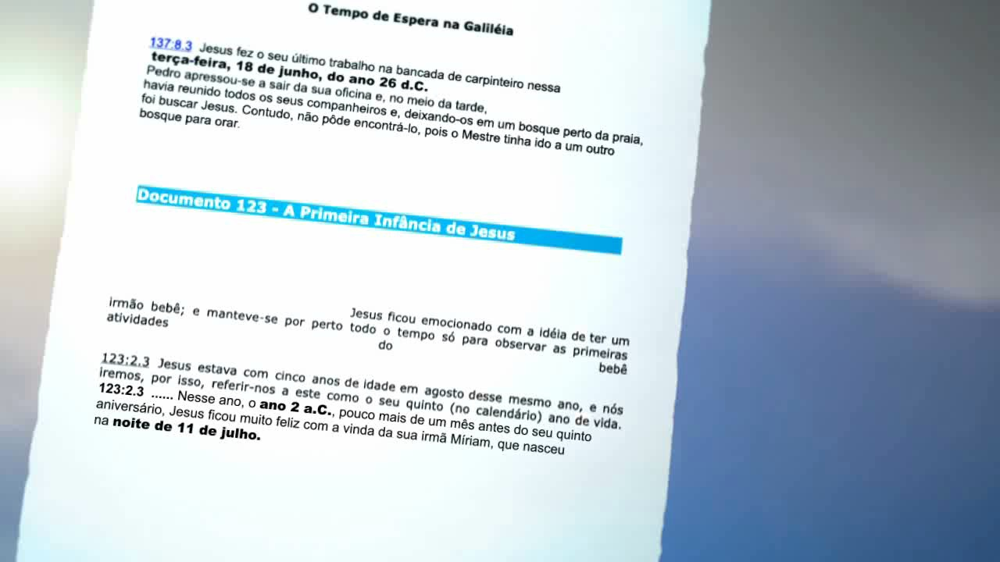 O Tempo de Espera na Galiléia
137:8.3 Jesus fez o seu último trabalho na bancada de carpinteiro nessa
terça-feira, 18 de junho, do ano 26 d.C.
Pedro apressou-se a sair da sua oficina e, no meio da tarde,
havia reunido todos os seus companheiros e, deixando-os em um bosque perto da praia,
foi buscar Jesus. Contudo, não pôde encontrá-lo, pois o Mestre tinha ido a um outro
bosque para orar.
Documento 123 - A Primeira Infância de Jesus
Jesus ficou emocionado com a idéia de ter um
irmão bebê; e manteve-se por perto todo o tempo só para observar as primeiras
atividades do bebê
123:2.3 Jesus estava com cinco anos de idade em agosto desse mesmo ano, e nós
iremos, por isso, referir-nos a este como o seu quinto (no calendário) ano de vida.
123:2.3 ...... Nesse ano, o ano 2 a.C., pouco mais de um mês antes do seu quinto
aniversário, Jesus ficou muito feliz com a vinda da sua irmã Míriam, que nasceu
na noite de 11 de julho.